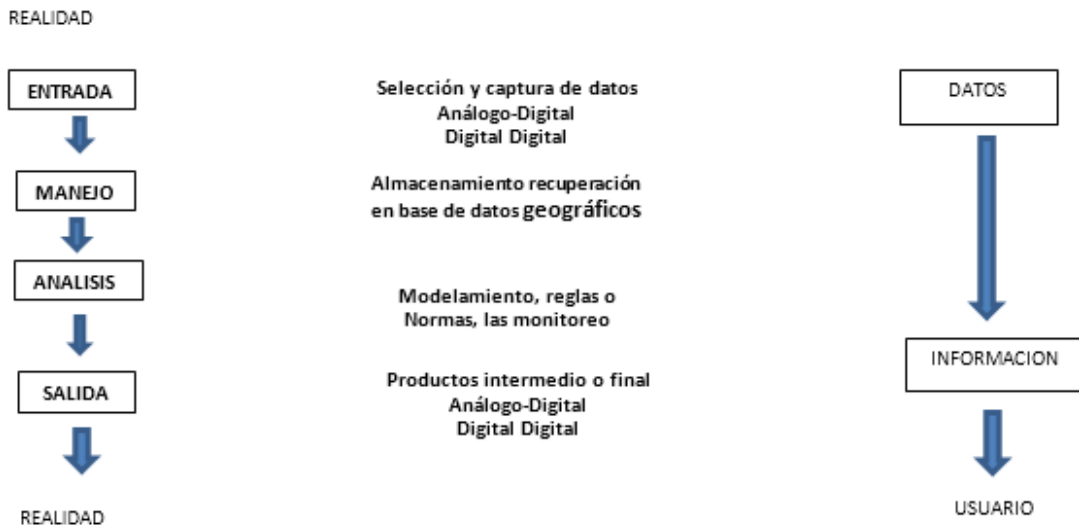 REALIDAD
ENTRADA
Selección y captura de datos
Análogo-Digital
Digital Digital
DATOS
MANEJO
Almacenamiento recuperación
en base de datos geográficos
ANALISIS
Modelamiento, reglas o
Normas, las monitoreo
INFORMACION
SALIDA
Productos intermedio o final
Análogo-Digital
Digital Digital
REALIDAD
USUARIO